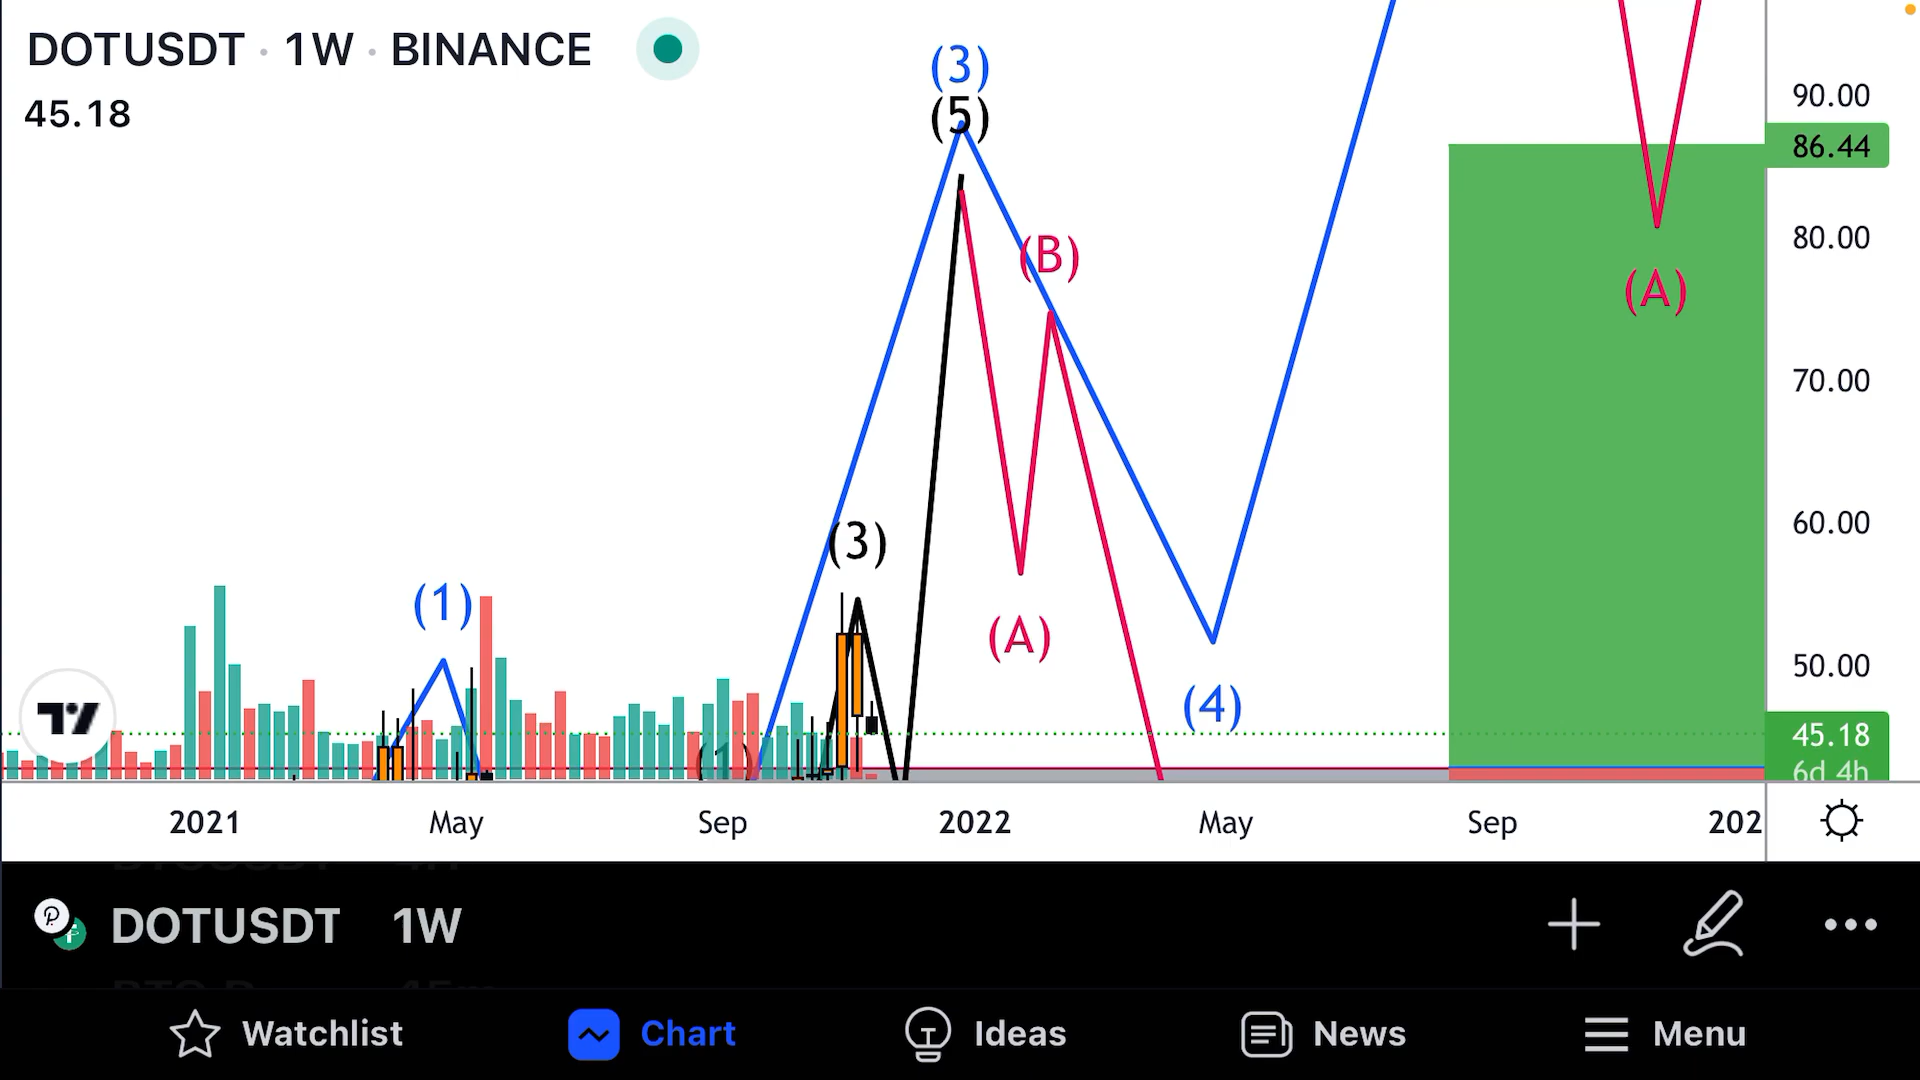 DOTUSDT · 1W · BINANCE
45.18
(3)
(5)
(B)
(A)
(3)
(1)
(A)
(4)
(1)
90.00
86.44
80.00
70.00
60.00
50.00
45.18
6d 4h
2021 May Sep 2022 May Sep 202
DOTUSDT 1W
Watchlist Chart Ideas News Menu